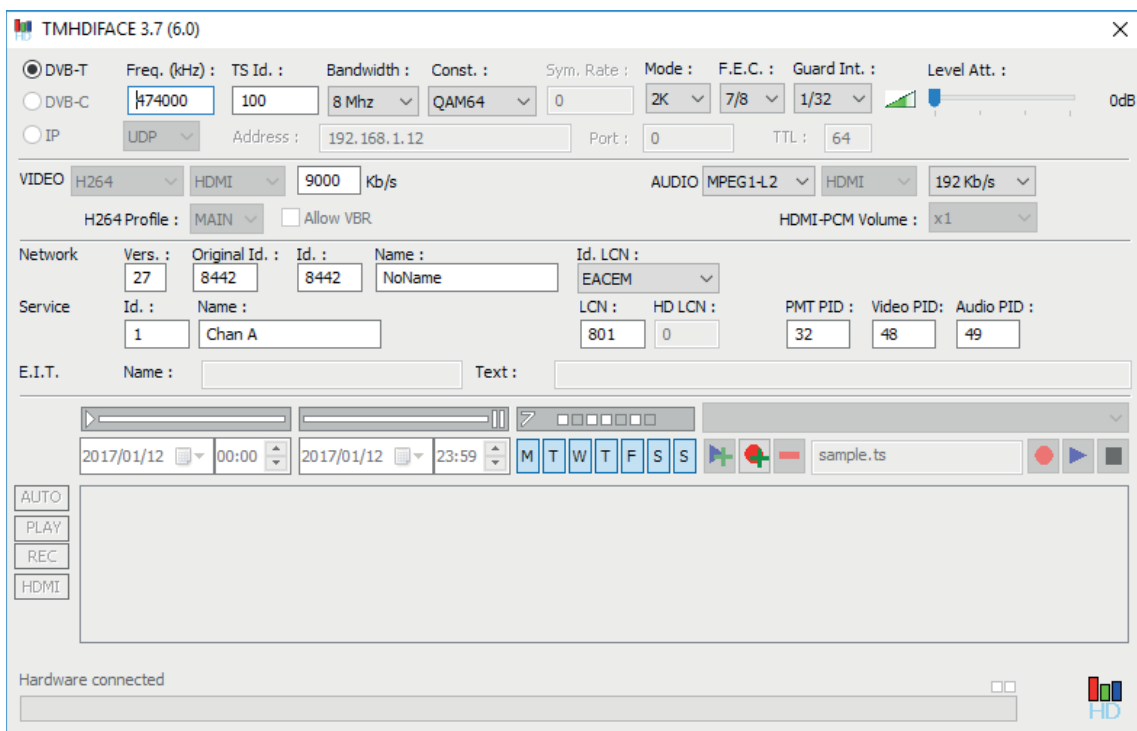 TMHDIFACE 3.7 (6.0)
DVB-T Freq. (kHz) : TS Id. : Bandwidth : Const. : Sym. Rate : Mode : F.E.C. : Guard Int. : Level Att. :
DVB-C 474000 100 8 Mhz QAM64 0 2K 7/8 1/32 0dB
IP UDP Address : 192.168.1.12 Port : 0 TTL : 64
VIDEO H264 HDMI 9000 Kb/s AUDIO MPEG1-L2 HDMI 192 Kb/s
H264 Profile : MAIN Allow VBR HDMI-PCM Volume : x1
Network Vers. : Original Id. : Id. : Name : Id. LCN :
27 8442 8442 NoName EACEM
Service Id. : Name : LCN : HD LCN : PMT PID : Video PID: Audio PID :
1 Chan A 801 0 32 48 49
E.I.T. Name : Text :
2017/01/12 00:00 2017/01/12 23:59 M T W T F S S sample.ts
AUTO
PLAY
REC
HDMI
Hardware connected
HD